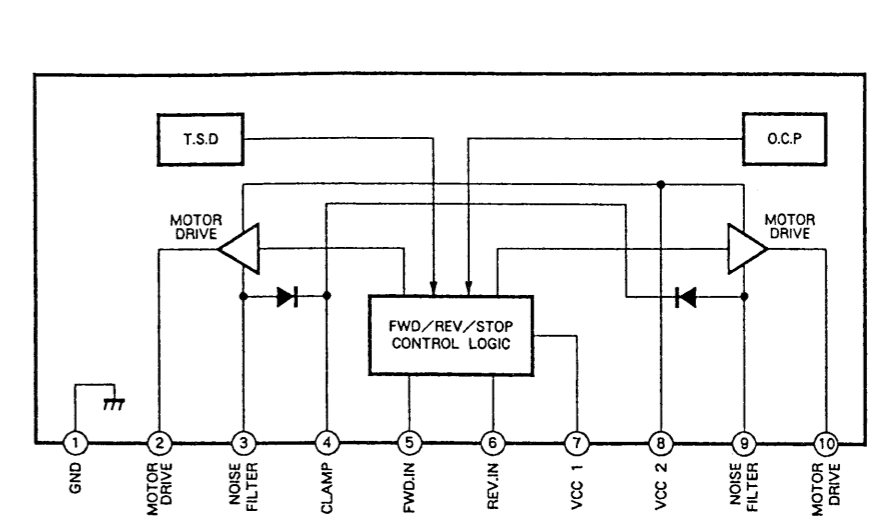 T.S.D
O.C.P
MOTOR
DRIVE
MOTOR
DRIVE
FWD/REV/STOP
CONTROL LOGIC
1
2
3
4
5
6
7
8
9
10
GND
MOTOR
DRIVE
NOISE
FILTER
CLAMP
FWD.IN
REV.IN
VCC 1
VCC 2
NOISE
FILTER
MOTOR
DRIVE